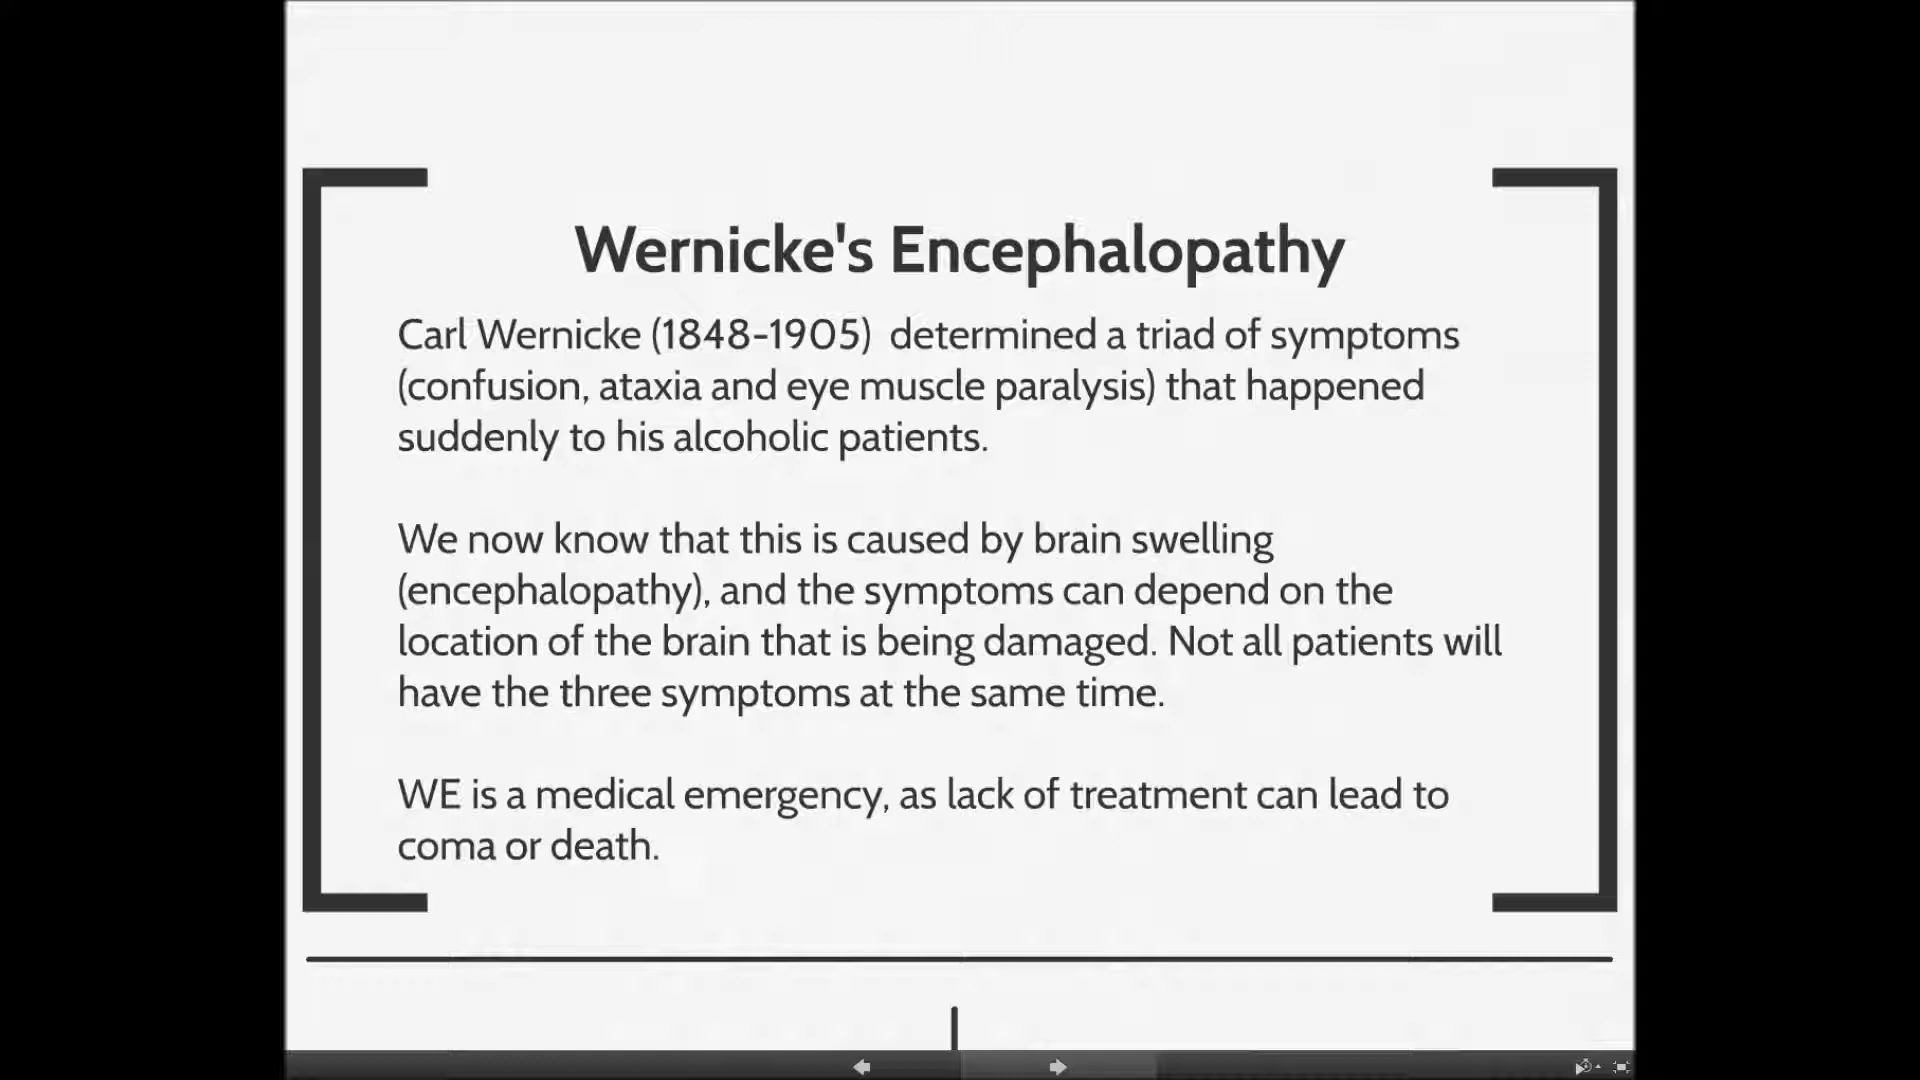 Wernicke's Encephalopathy
Carl Wernicke (1848-1905)  determined a triad of symptoms
(confusion, ataxia and eye muscle paralysis) that happened
suddenly to his alcoholic patients.
We now know that this is caused by brain swelling
(encephalopathy), and the symptoms can depend on the
location of the brain that is being damaged. Not all patients will
have the three symptoms at the same time.
WE is a medical emergency, as lack of treatment can lead to
coma or death.